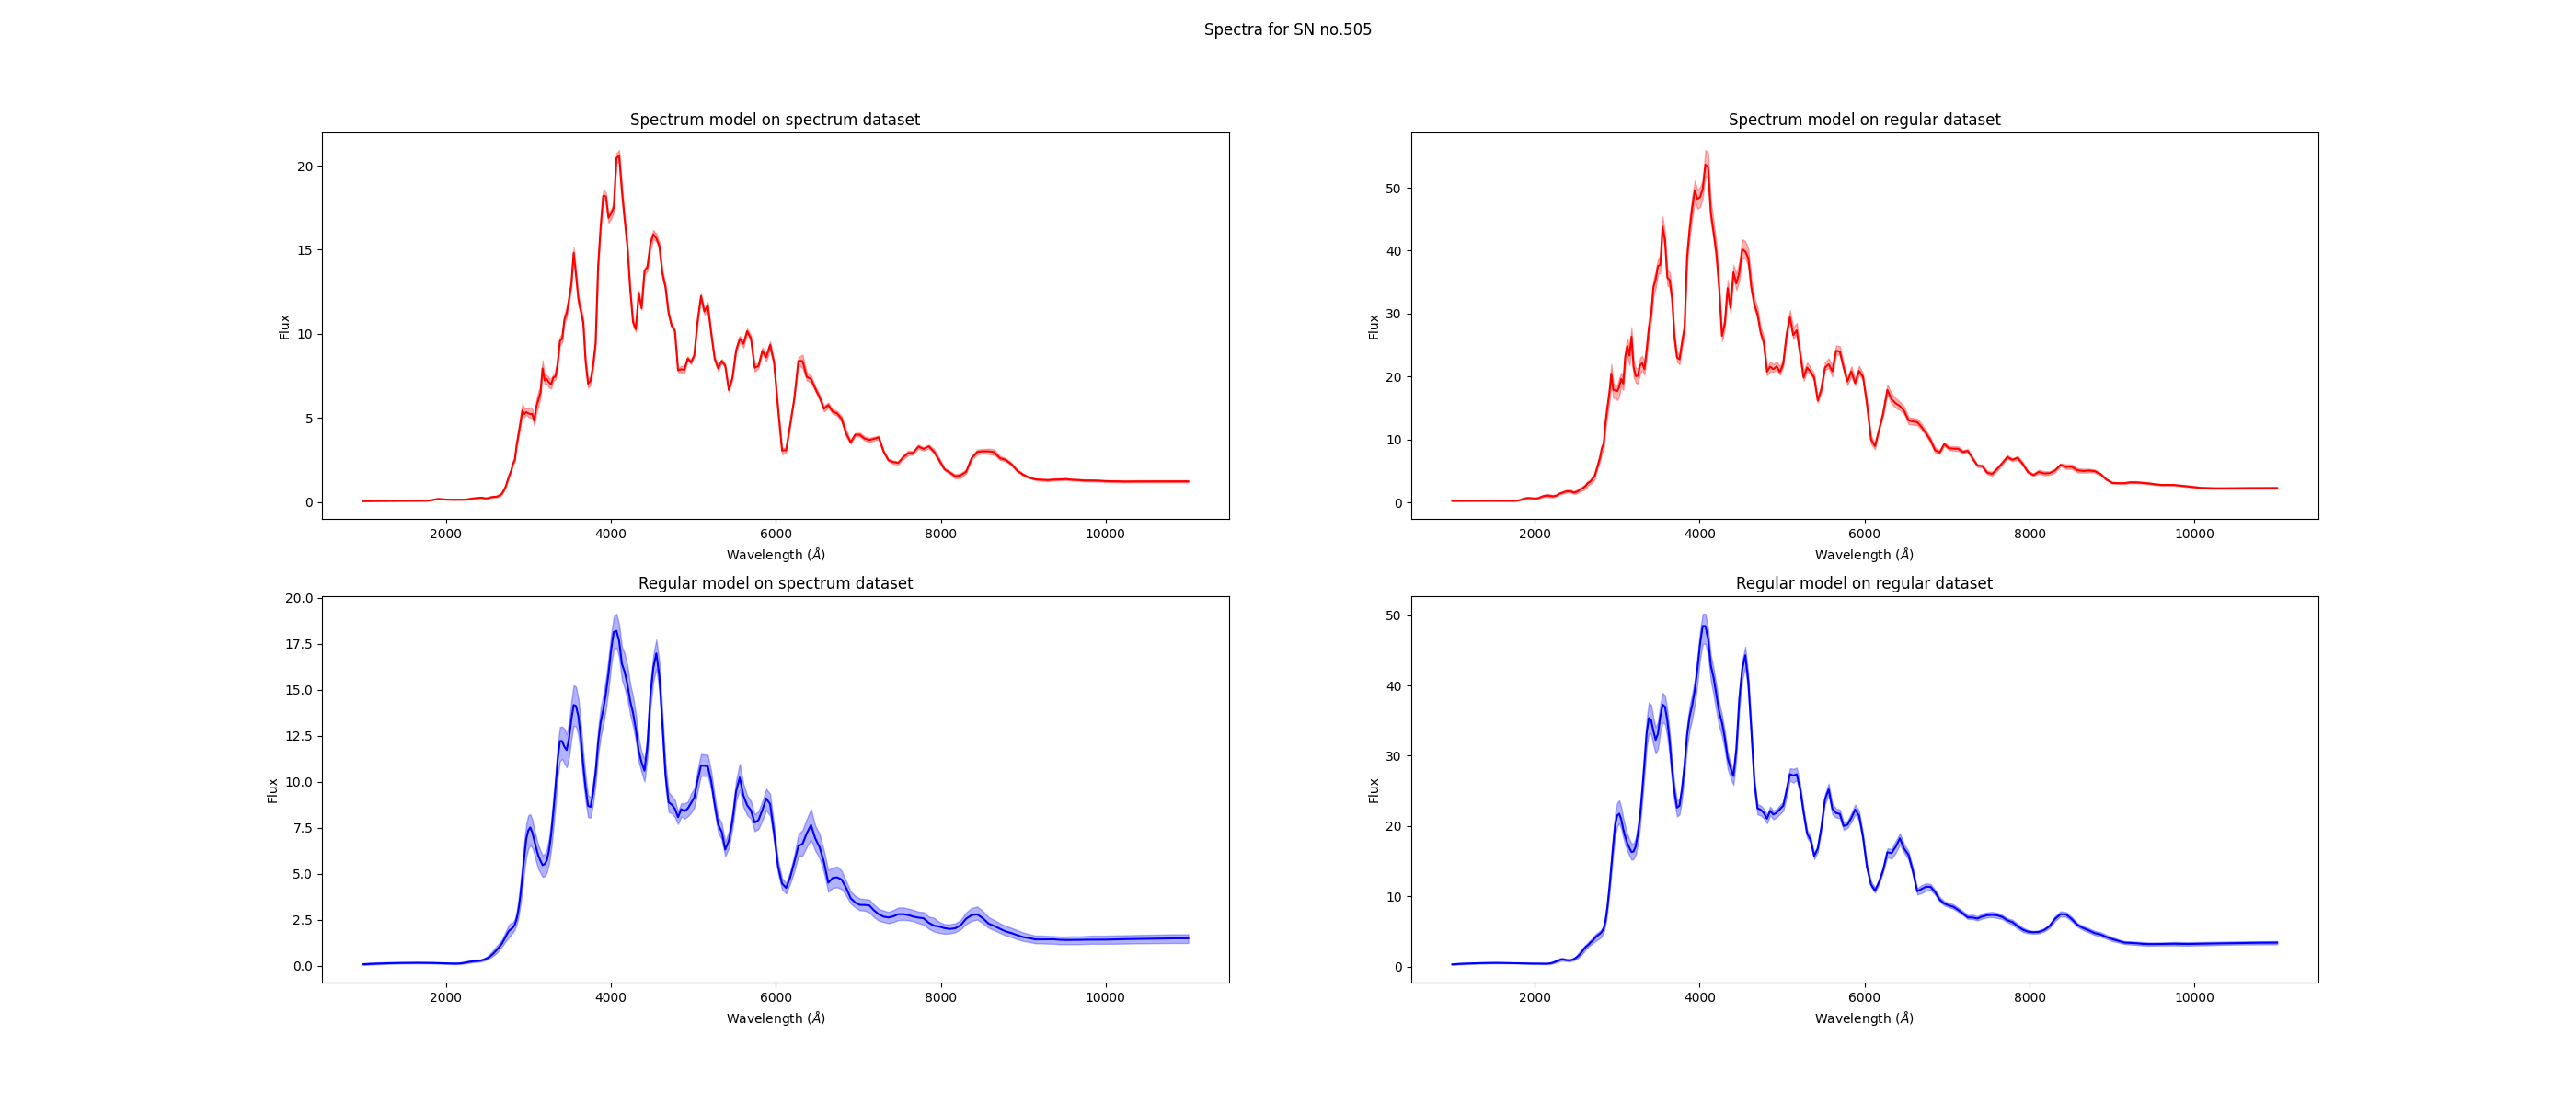 Spectra for SN no.505
Spectrum model on spectrum dataset
20
15
10
5
0
Flux
2000 4000 6000 8000 10000
Wavelength (Å)
Spectrum model on regular dataset
50
40
30
20
10
0
Flux
2000 4000 6000 8000 10000
Wavelength (Å)
Regular model on spectrum dataset
20.0
17.5
15.0
12.5
10.0
7.5
5.0
2.5
0.0
Flux
2000 4000 6000 8000 10000
Wavelength (Å)
Regular model on regular dataset
50
40
30
20
10
0
Flux
2000 4000 6000 8000 10000
Wavelength (Å)